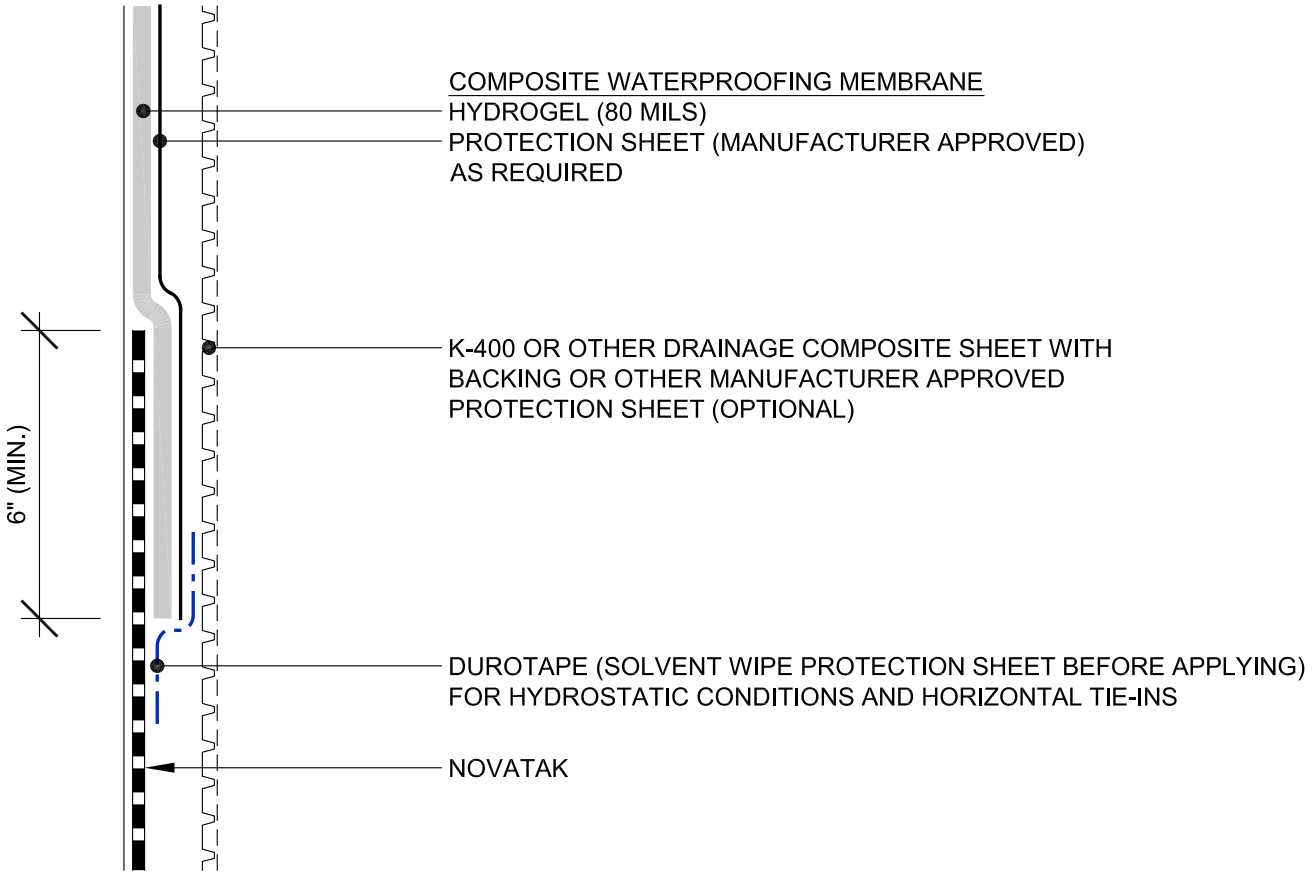 COMPOSITE WATERPROOFING MEMBRANE
HYDROGEL (80 MILS)
PROTECTION SHEET (MANUFACTURER APPROVED)
AS REQUIRED
K-400 OR OTHER DRAINAGE COMPOSITE SHEET WITH
BACKING OR OTHER MANUFACTURER APPROVED
PROTECTION SHEET (OPTIONAL)
6" (MIN.)
DUROTAPE (SOLVENT WIPE PROTECTION SHEET BEFORE APPLYING)
FOR HYDROSTATIC CONDITIONS AND HORIZONTAL TIE-INS
NOVATAK